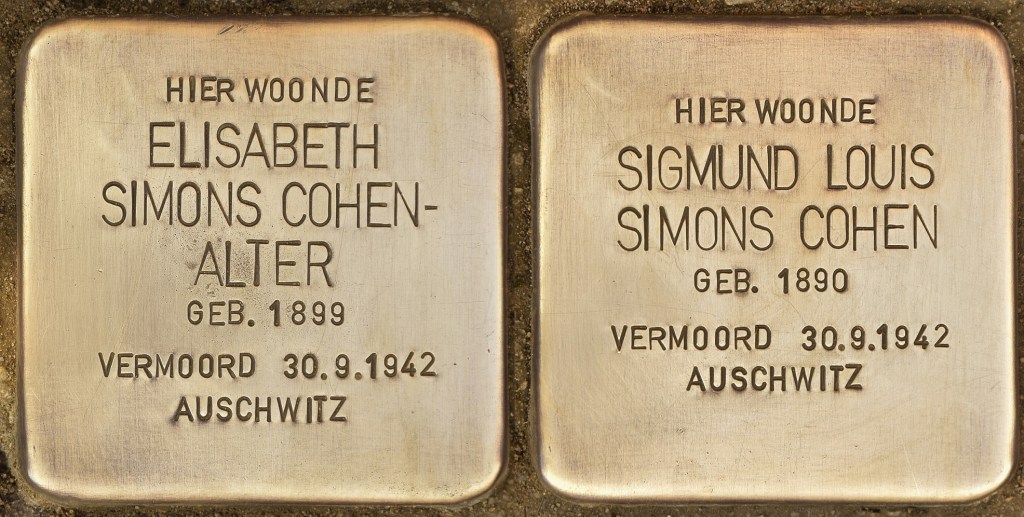 HIER WOONDE
ELISABETH
SIMONS COHEN-
ALTER
GEB. 1899
VERMOORD 30.9.1942
AUSCHWITZ
HIER WOONDE
SIGMUND LOUIS
SIMONS COHEN
GEB. 1890
VERMOORD 30.9.1942
AUSCHWITZ